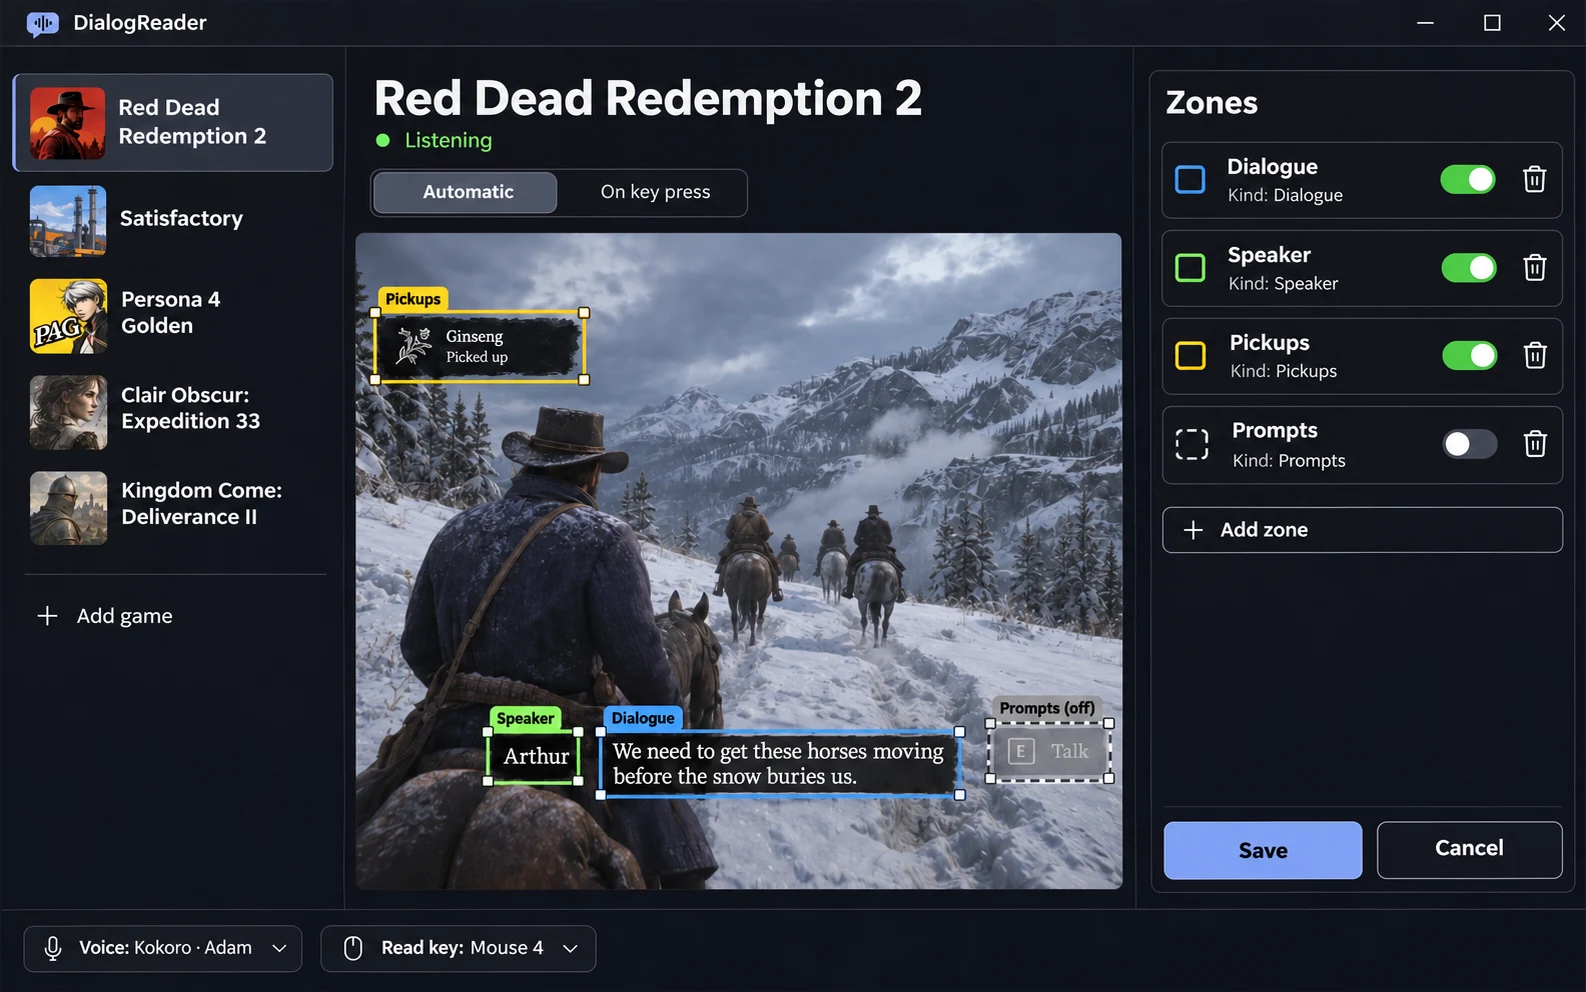 DialogReader
Red Dead
Redemption 2
Satisfactory
PAG
Persona 4
Golden
Clair Obscur:
Expedition 33
Kingdom Come:
Deliverance II
Add game
Red Dead Redemption 2
Listening
Automatic
On key press
Pickups
Ginseng
Picked up
Speaker
Arthur
Dialogue
We need to get these horses moving
before the snow buries us.
Prompts (off)
E Talk
Zones
Dialogue
Kind: Dialogue
Speaker
Kind: Speaker
Pickups
Kind: Pickups
Prompts
Kind: Prompts
Add zone
Save
Cancel
Voice: Kokoro · Adam
Read key: Mouse 4